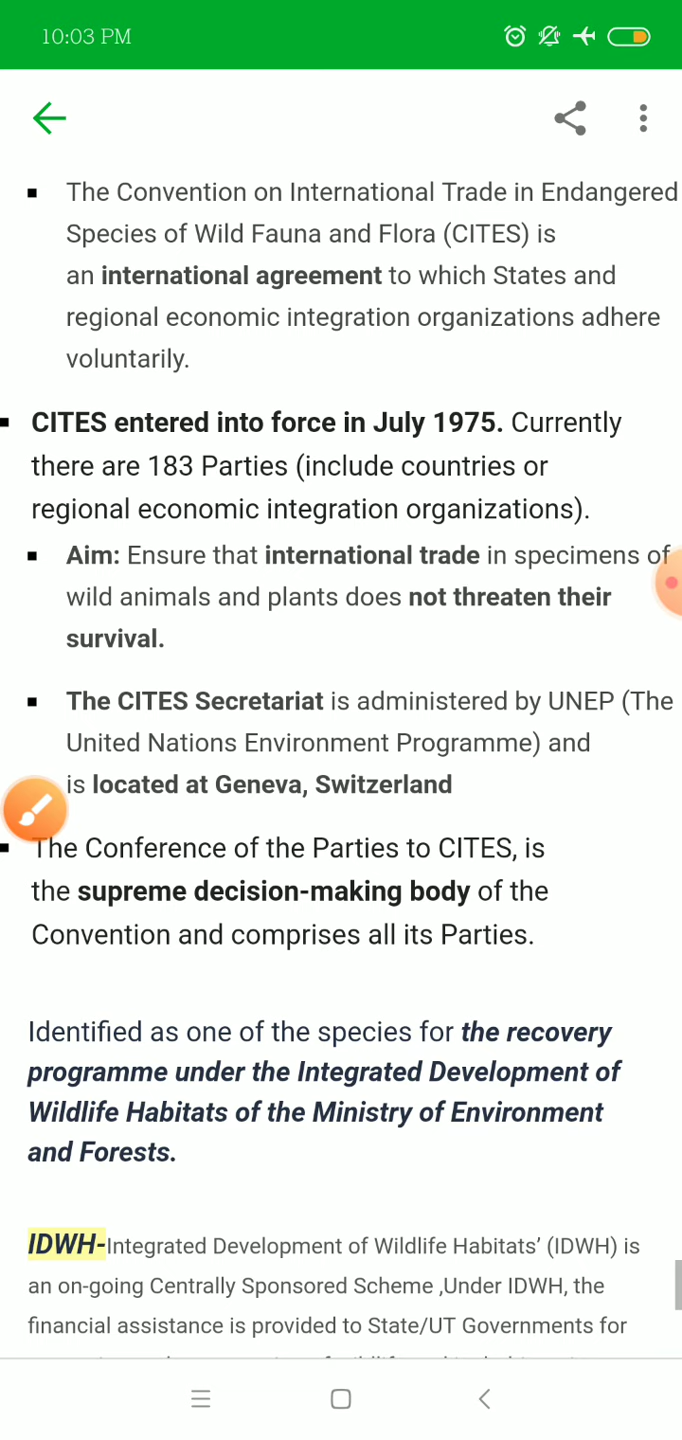 10:03 PM
The Convention on International Trade in Endangered
Species of Wild Fauna and Flora (CITES) is
an international agreement to which States and
regional economic integration organizations adhere
voluntarily.
CITES entered into force in July 1975. Currently
there are 183 Parties (include countries or
regional economic integration organizations).
Aim: Ensure that international trade in specimens of
wild animals and plants does not threaten their
survival.
The CITES Secretariat is administered by UNEP (The
United Nations Environment Programme) and
is located at Geneva, Switzerland
The Conference of the Parties to CITES, is
the supreme decision-making body of the
Convention and comprises all its Parties.
Identified as one of the species for the recovery
programme under the Integrated Development of
Wildlife Habitats of the Ministry of Environment
and Forests.
IDWH-Integrated Development of Wildlife Habitats’ (IDWH) is
an on-going Centrally Sponsored Scheme ,Under IDWH, the
financial assistance is provided to State/UT Governments for